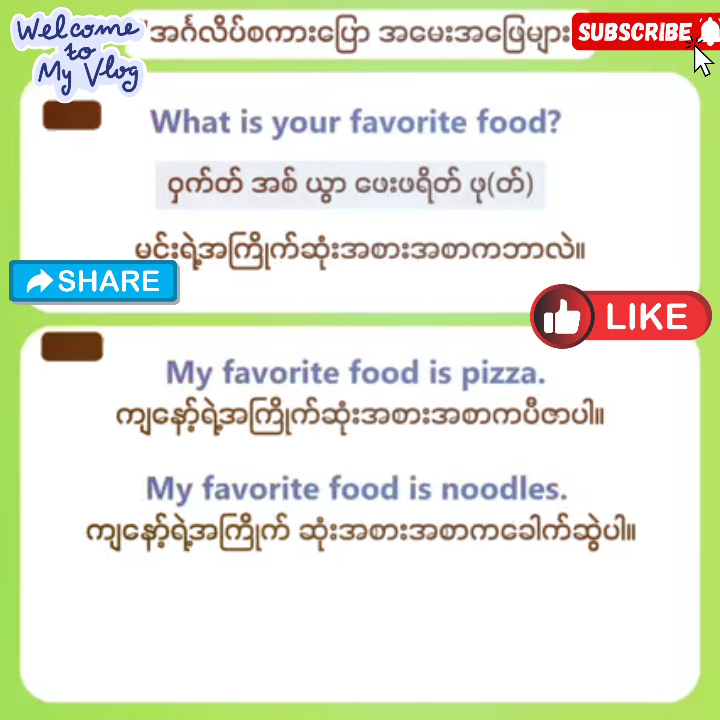 Welcome
to
My Vlog
အင်္ဂလိပ်စကားပြော အမေးအဖြေများ
SUBSCRIBE
What is your favorite food?
ဝှက်တ် အစ် ယွာ ဖေးဖရိတ် ဖု(တ်)
မင်းရဲ့အကြိုက်ဆုံးအစားအစာကဘာလဲ။
SHARE
LIKE
My favorite food is pizza.
ကျနော့်ရဲ့အကြိုက်ဆုံးအစားအစာကပီဇာပါ။
My favorite food is noodles.
ကျနော့်ရဲ့အကြိုက် ဆုံးအစားအစာကခေါက်ဆွဲပါ။